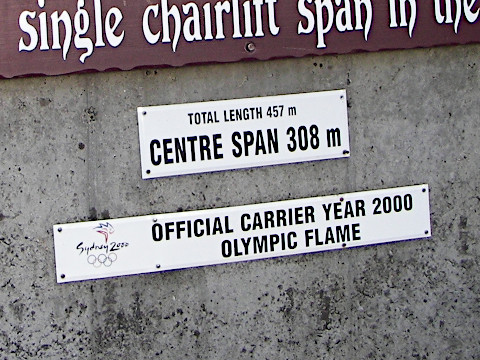 single chairlift span in the
TOTAL LENGTH 457 m
CENTRE SPAN 308 m
OFFICIAL CARRIER YEAR 2000
OLYMPIC FLAME
Sydney 2000